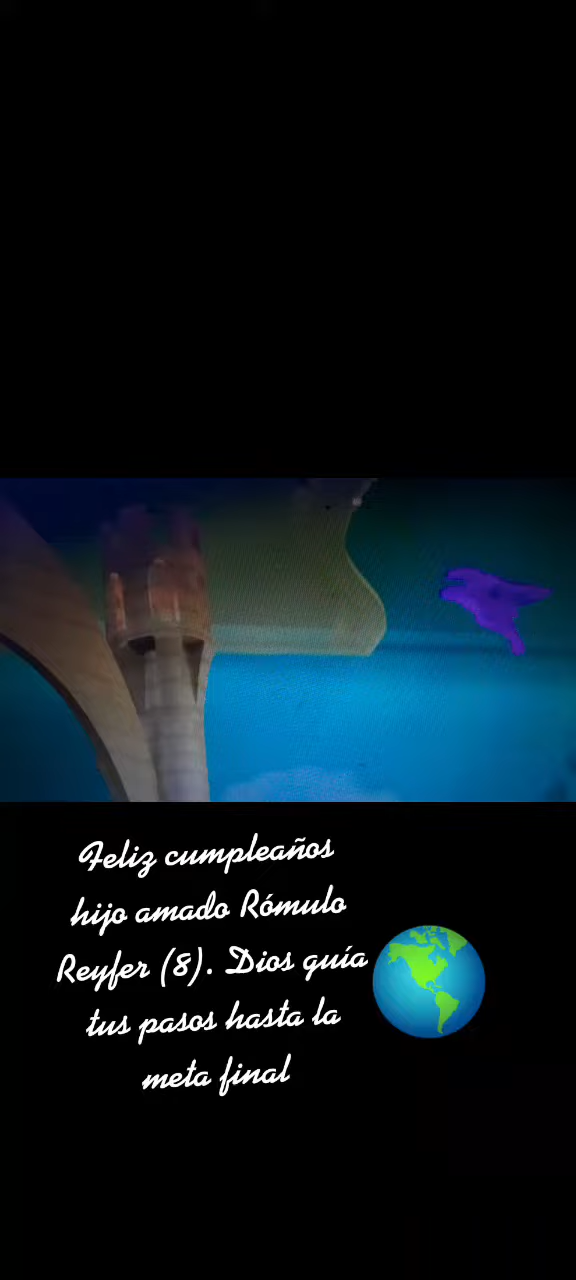 Feliz cumpleaños
hijo amado Rómulo
Reyfer (8). Dios guía
tus pasos hasta la
meta final